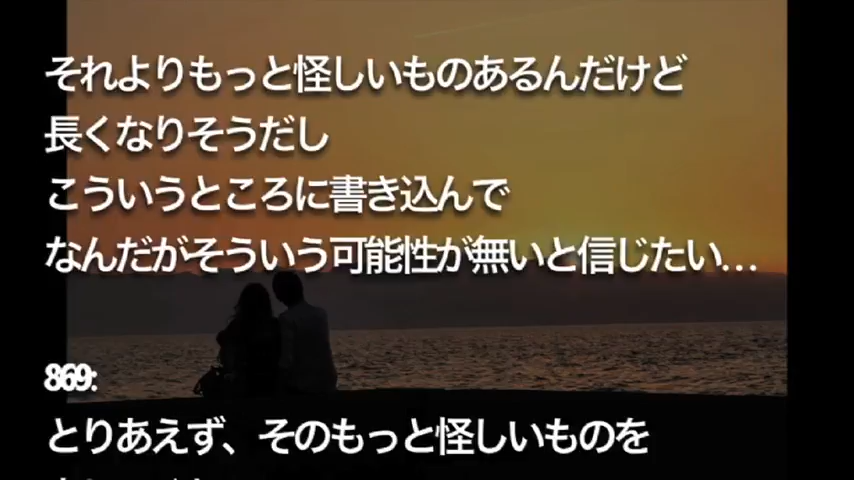 それよりもっと怪しいものあるんだけど
長くなりそうだし
こういうところに書き込んで
なんだがそういう可能性が無いと信じたい…
869:
とりあえず、そのもっと怪しいものを